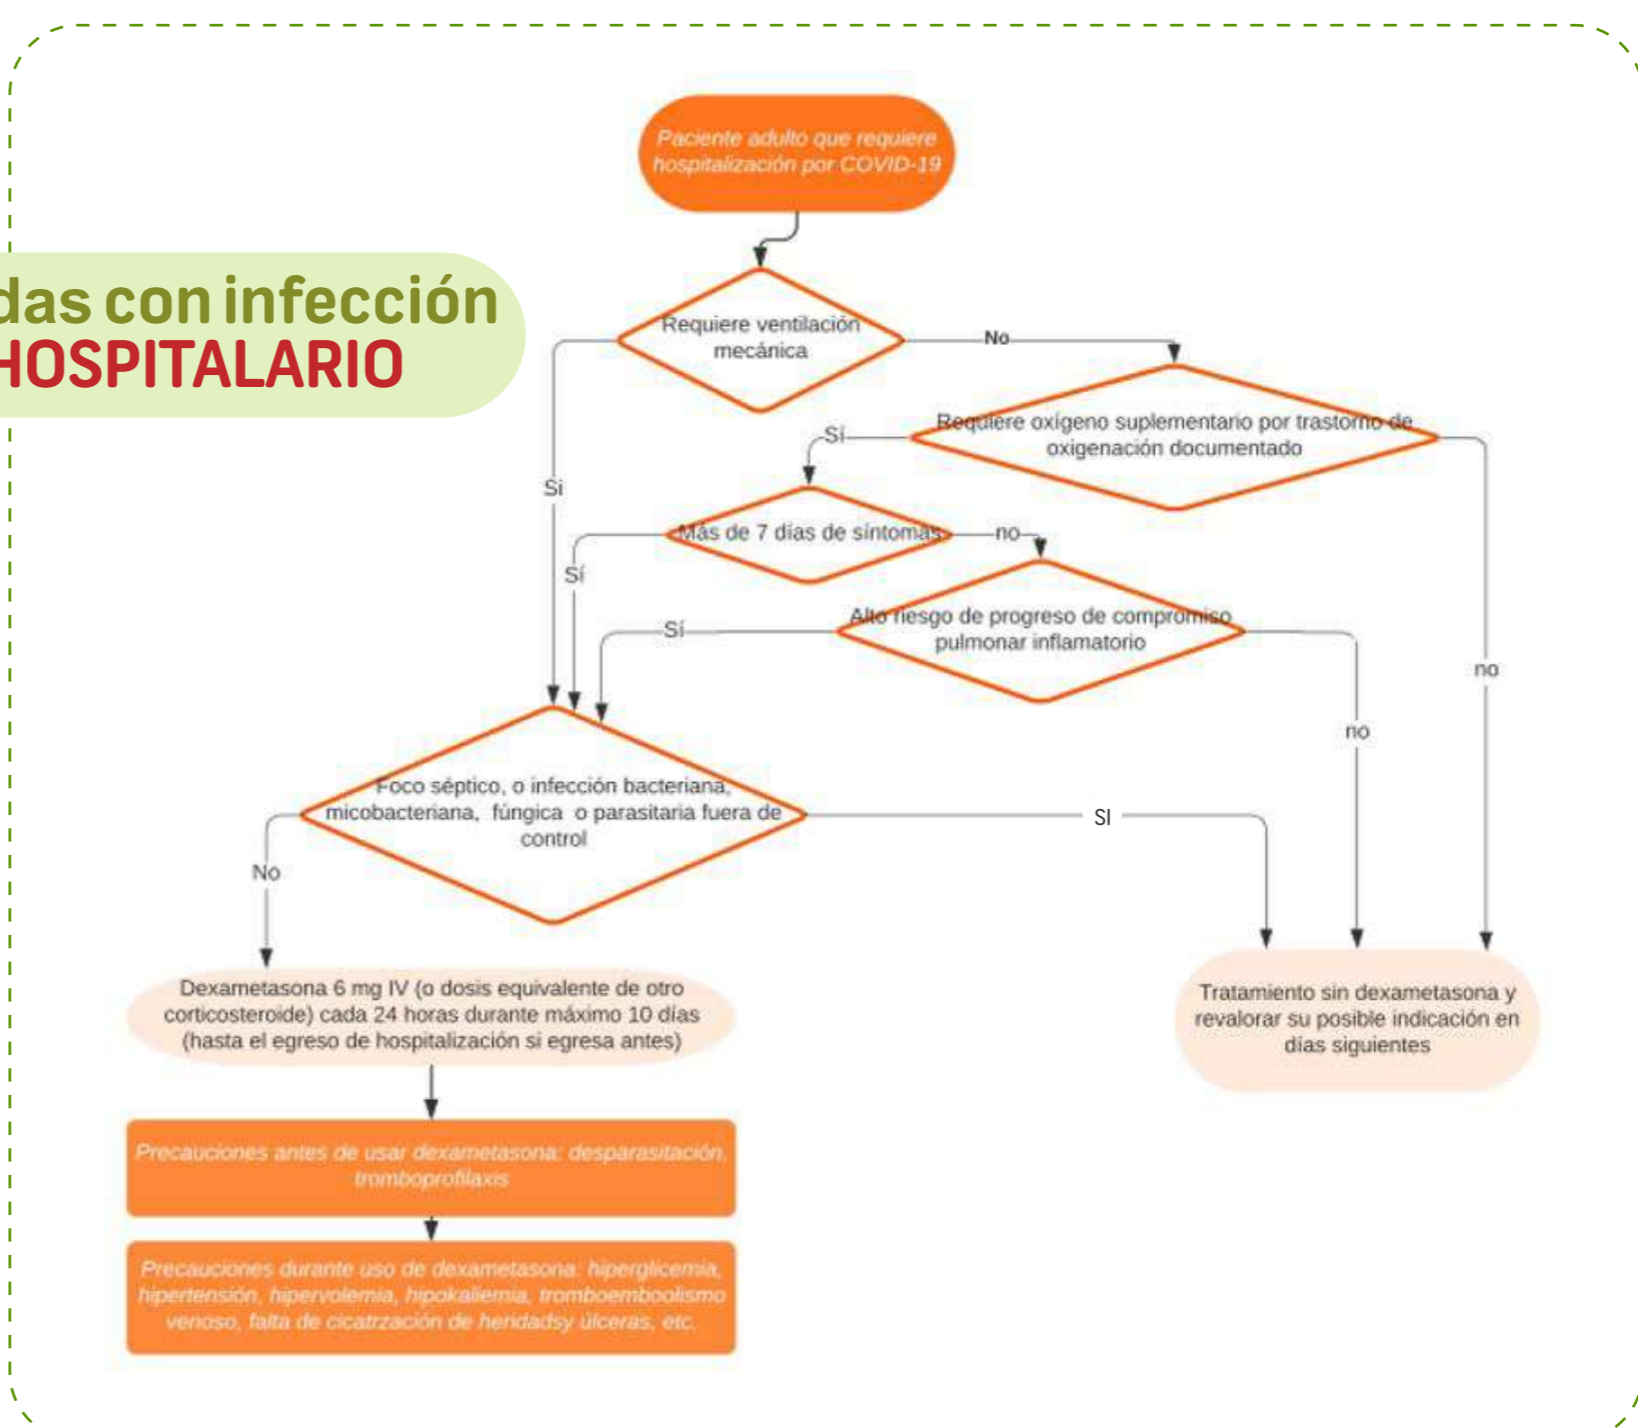 Paciente adulto que requiere
hospitalización por COVID-19
das con infección
HOSPITALARIO
Requiere ventilación
mecánica
No
Requiere oxígeno suplementario por trastorno de
oxigenación documentado
Sí
Si
Más de 7 días de síntomas
no
Sí
Alto riesgo de progreso de compromiso
pulmonar inflamatorio
Sí
no
no
Foco séptico, o infección bacteriana,
micobacteriana, fúngica o parasitaria fuera de
control
SI
No
Dexametasona 6 mg IV (o dosis equivalente de otro
corticosteroide) cada 24 horas durante máximo 10 días
(hasta el egreso de hospitalización si egresa antes)
Tratamiento sin dexametasona y
revalorar su posible indicación en
días siguientes
Precauciones antes de usar dexametasona: desparasitación,
tromboprofilaxis
Precauciones durante uso de dexametasona: hiperglicemia,
hipertensión, hipervolemia, hipokaliemia, tromboemboolismo
venoso, falta de cicatrzación de heridadsy úlceras, etc.